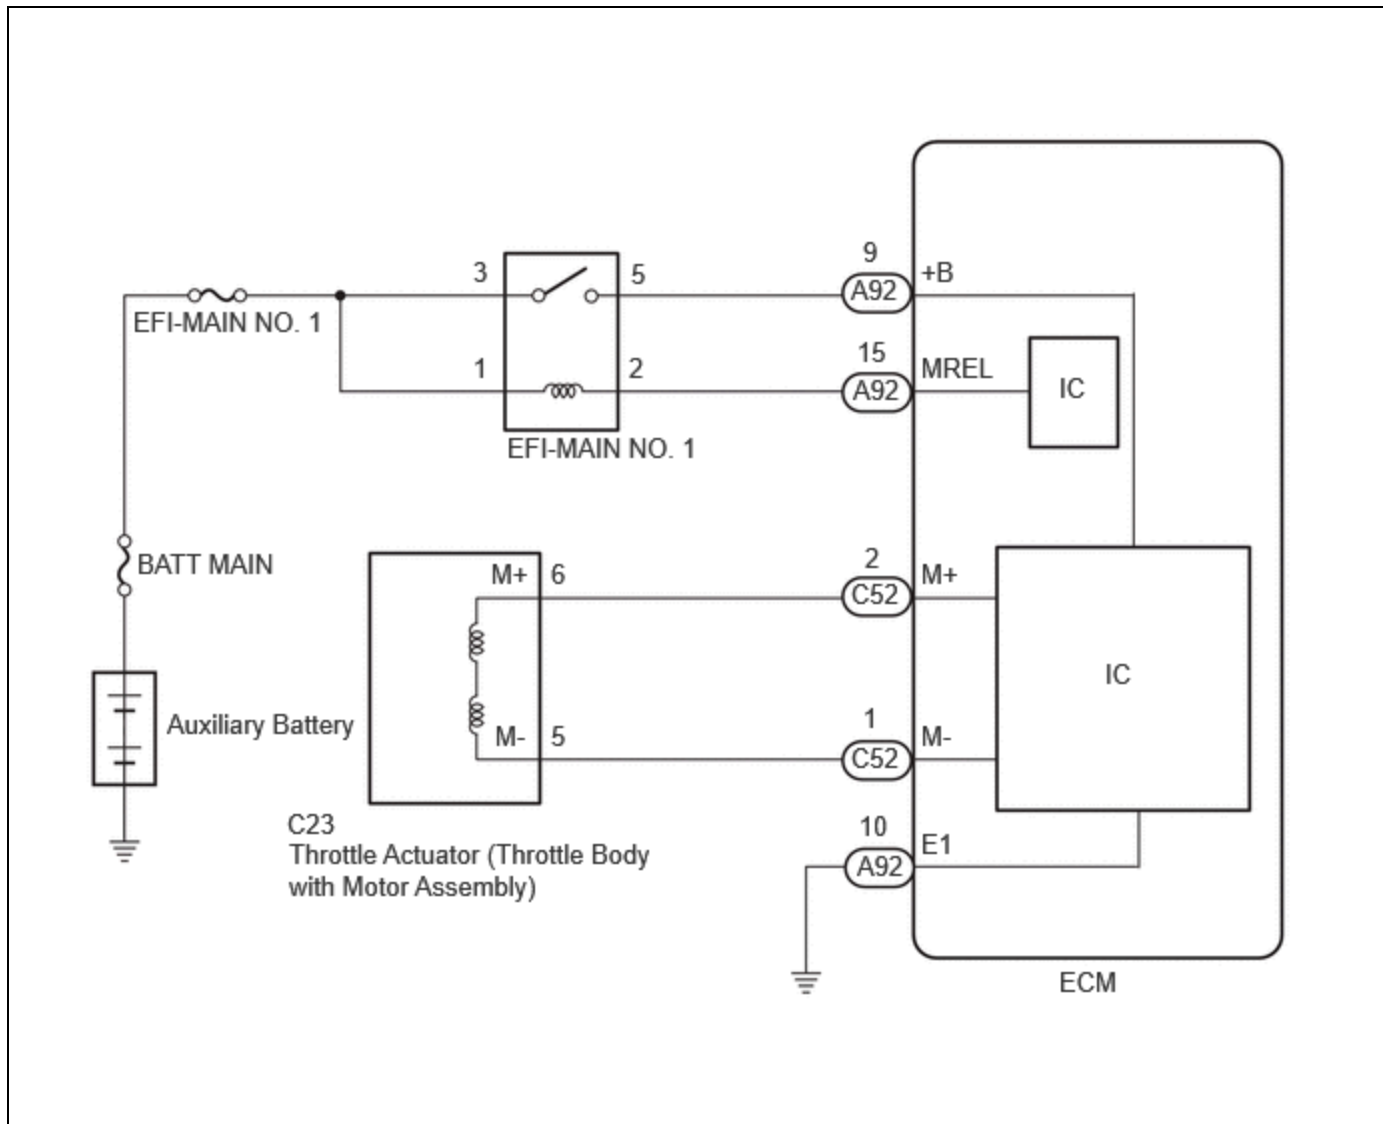 9
3
5
+B
A92
EFI-MAIN NO. 1
15
1
2
MREL
A92
IC
EFI-MAIN NO. 1
BATT MAIN
2
M+
6
M+
C52
IC
Auxiliary Battery
1
M-
5
M-
C52
10
C23
E1
Throttle Actuator (Throttle Body
A92
with Motor Assembly)
ECM